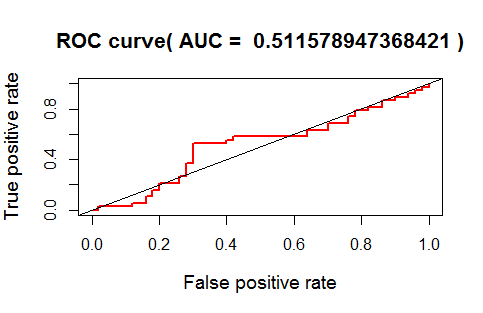 ROC curve( AUC =  0.511578947368421 )
True positive rate
0.8
0.4
0.0
0.0 0.2 0.4 0.6 0.8 1.0
False positive rate